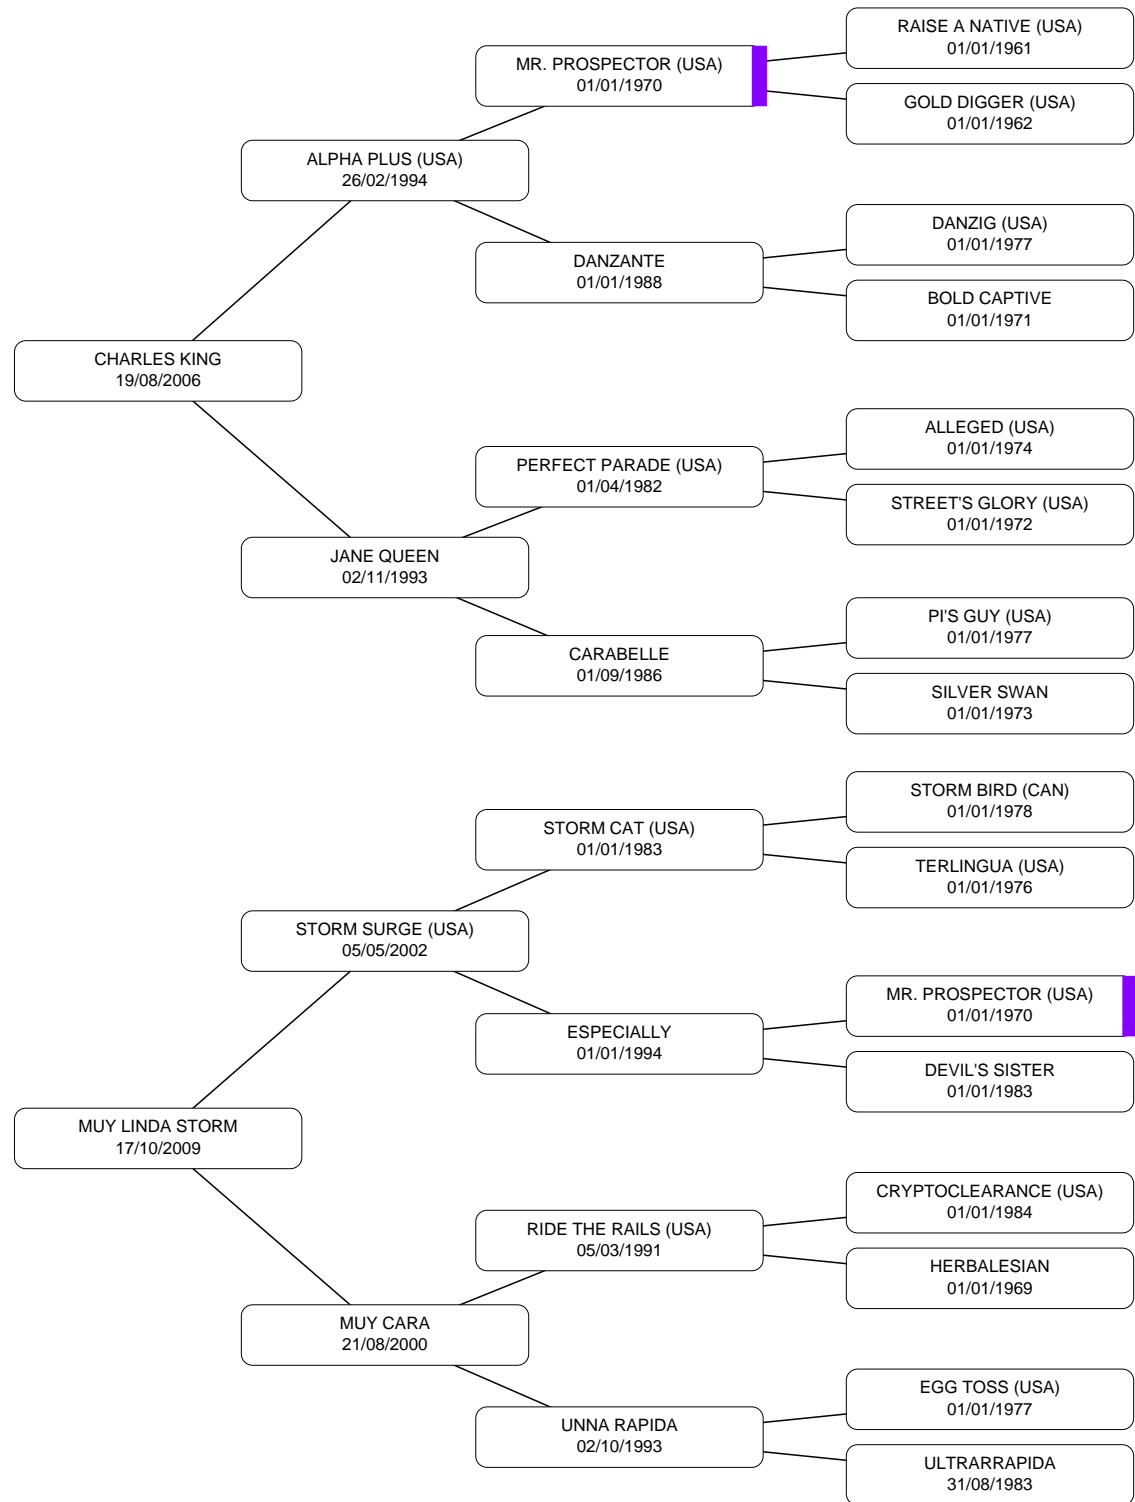 RAISE A NATIVE (USA)
01/01/1961
MR. PROSPECTOR (USA)
01/01/1970
GOLD DIGGER (USA)
01/01/1962
ALPHA PLUS (USA)
26/02/1994
DANZIG (USA)
01/01/1977
DANZANTE
01/01/1988
BOLD CAPTIVE
01/01/1971
CHARLES KING
19/08/2006
ALLEGED (USA)
01/01/1974
PERFECT PARADE (USA)
01/04/1982
STREET'S GLORY (USA)
01/01/1972
JANE QUEEN
02/11/1993
PI'S GUY (USA)
01/01/1977
CARABELLE
01/09/1986
SILVER SWAN
01/01/1973
STORM BIRD (CAN)
01/01/1978
STORM CAT (USA)
01/01/1983
TERLINGUA (USA)
01/01/1976
STORM SURGE (USA)
05/05/2002
MR. PROSPECTOR (USA)
01/01/1970
ESPECIALLY
01/01/1994
DEVIL'S SISTER
01/01/1983
MUY LINDA STORM
17/10/2009
CRYPTOCLEARANCE (USA)
01/01/1984
RIDE THE RAILS (USA)
05/03/1991
HERBALESIAN
01/01/1969
MUY CARA
21/08/2000
EGG TOSS (USA)
01/01/1977
UNNA RAPIDA
02/10/1993
ULTRARRAPIDA
31/08/1983